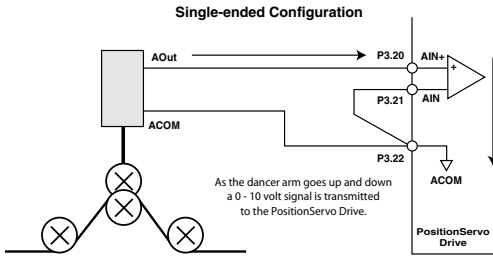 Single-ended Configuration
AOut
P3.20
AIN+
+
P3.21
AIN
ACOM
P3.22
ACOM
As the dancer arm goes up and down
a 0 - 10 volt signal is transmitted
to the PositionServo Drive.
PositionServo
Drive